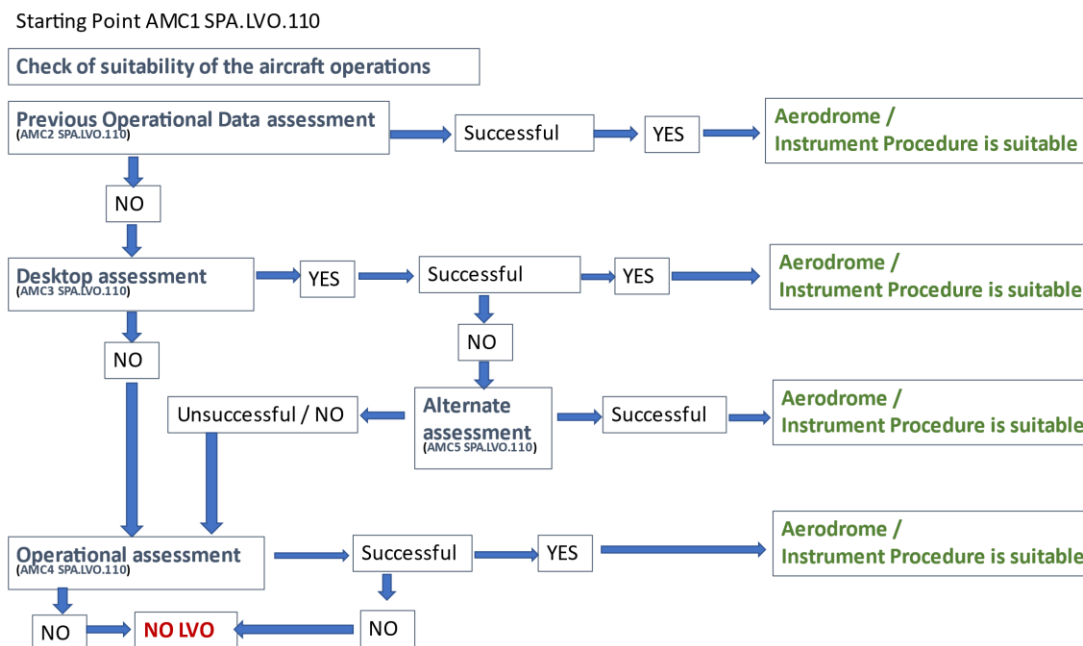 Starting Point AMC1 SPA.LVO.110
Check of suitability of the aircraft operations
Previous Operational Data assessment
(AMC2 SPA.LVO.110)
Successful
YES
Aerodrome /
Instrument Procedure is suitable
NO
Desktop assessment
(AMC3 SPA.LVO.110)
YES
Successful
YES
Aerodrome /
Instrument Procedure is suitable
NO
NO
Unsuccessful / NO
Alternate
assessment
(AMC5 SPA.LVO.110)
Successful
Aerodrome /
Instrument Procedure is suitable
Operational assessment
(AMC4 SPA.LVO.110)
Successful
YES
Aerodrome /
Instrument Procedure is suitable
NO
NO LVO
NO